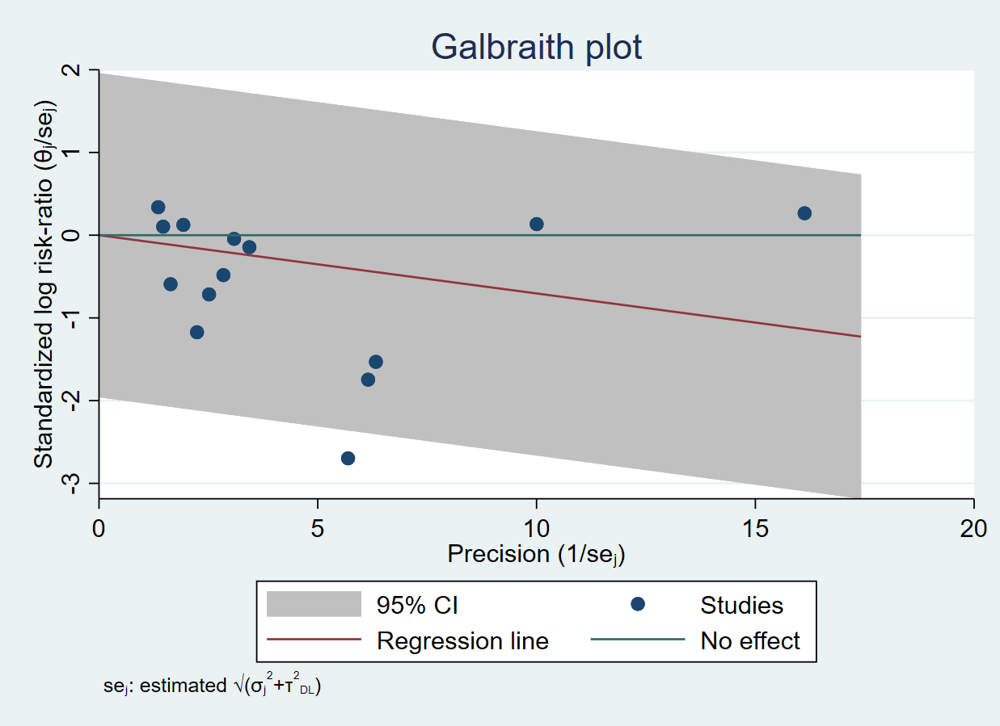 Galbraith plot
Standardized log risk-ratio (θⱼ/seⱼ)
2
1
0
-1
-2
-3
0 5 10 15 20
Precision (1/seⱼ)
95% CI Studies
Regression line No effect
seⱼ: estimated √(σⱼ²+τ²DL)